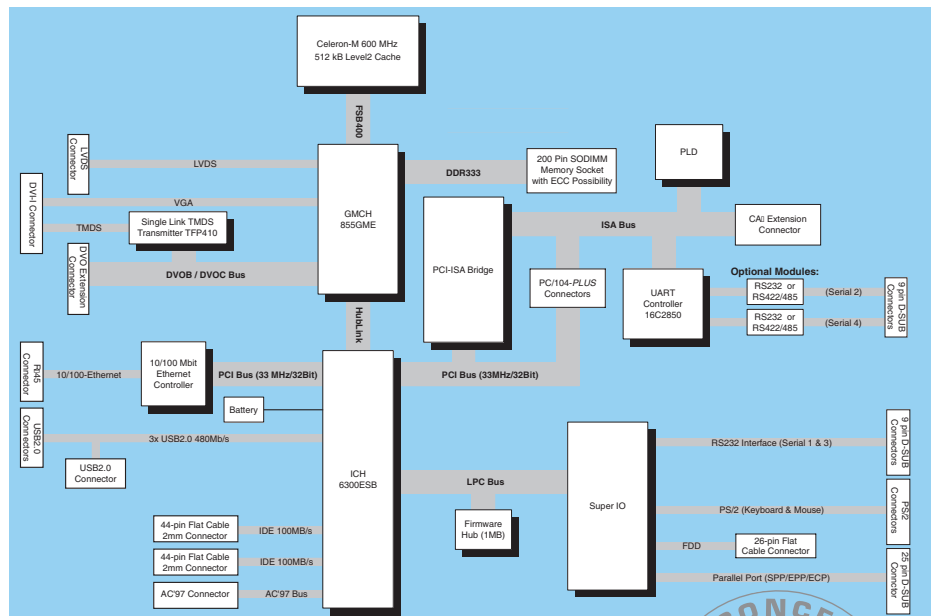 Celeron-M 600 MHz
512 kB Level2 Cache
FSB400
LVDS
Connector
LVDS
GMCH
855GME
DDR333
200 Pin SODIMM
Memory Socket
with ECC Possibility
PLD
DVI-I Connector
VGA
TMDS
Single Link TMDS
Transmitter TFP410
DVO Extension
Connector
DVOB / DVOC Bus
PCI-ISA Bridge
ISA Bus
Extension
Connector
PC/104-PLUS
Connectors
UART
Controller
16C2850
Optional Modules:
RS232 or
RS422/485
(Serial 2)
RS232 or
RS422/485
(Serial 4)
9 pin D-SUB
Connectors
HubLink
Connector
10/100-Ethernet
10/100 Mbit
Ethernet
Controller
PCI Bus (33 MHz/32Bit)
PCI Bus (33MHz/32Bit)
Battery
USB2.0
Connectors
3x USB2.0 480Mb/s
USB2.0
Connector
ICH
6300ESB
LPC Bus
Firmware
Hub (1MB)
Super IO
RS232 Interface (Serial 1 & 3)
9 pin D-SUB
Connectors
PS/2 (Keyboard & Mouse)
PS/2
Connectors
FDD
26-pin Flat
Cable Connector
Parallel Port (SPP/EPP/ECP)
25 pin D-SUB
Connctor
44-pin Flat Cable
2mm Connector
IDE 100MB/s
44-pin Flat Cable
2mm Connector
IDE 100MB/s
AC'97 Connector
AC'97 Bus